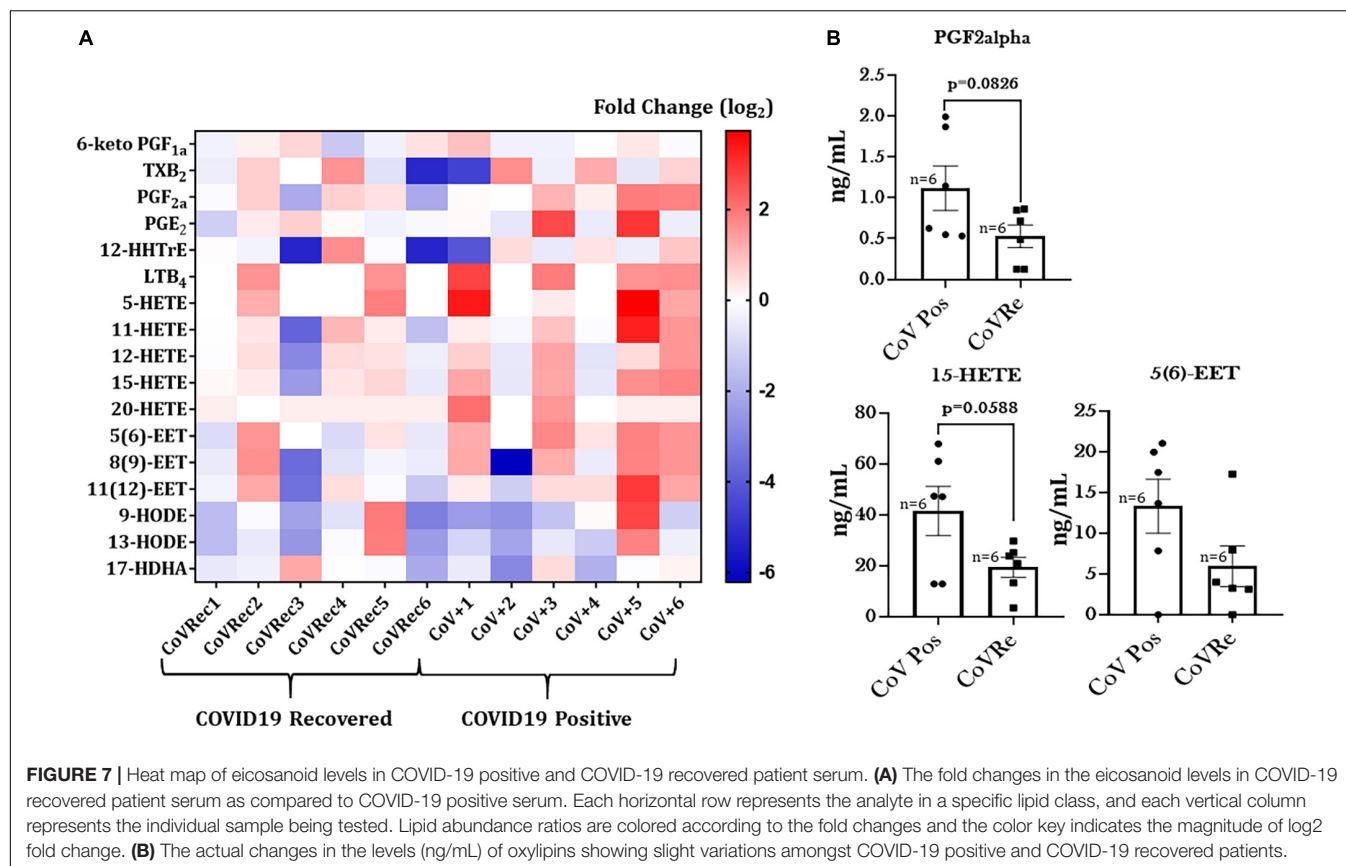 A
Fold Change (log2)
6-keto PGF1a
TXB2
PGF2a
PGE2
12-HHTrE
LTB4
5-HETE
11-HETE
12-HETE
15-HETE
20-HETE
5(6)-EET
8(9)-EET
11(12)-EET
9-HODE
13-HODE
17-HDHA
2
0
-2
-4
-6
CoVRec1
CoVRec2
CoVRec3
CoVRec4
CoVRec5
CoVRec6
CoV+1
CoV+2
CoV+3
CoV+4
CoV+5
CoV+6
COVID19 Recovered
COVID19 Positive
B
PGF2alpha
p=0.0826
ng/mL
2.5
2.0
1.5
1.0
0.5
0.0
n=6
n=6
CoV Pos
CoVRe
15-HETE
p=0.0588
ng/mL
80
60
40
20
0
n=6
n=6
CoV Pos
CoVRe
5(6)-EET
ng/mL
25
20
15
10
5
0
n=6
n=6
CoV Pos
CoVRe
FIGURE 7 | Heat map of eicosanoid levels in COVID-19 positive and COVID-19 recovered patient serum. (A) The fold changes in the eicosanoid levels in COVID-19
recovered patient serum as compared to COVID-19 positive serum. Each horizontal row represents the analyte in a specific lipid class, and each vertical column
represents the individual sample being tested. Lipid abundance ratios are colored according to the fold changes and the color key indicates the magnitude of log2
fold change. (B) The actual changes in the levels (ng/mL) of oxylipins showing slight variations amongst COVID-19 positive and COVID-19 recovered patients.